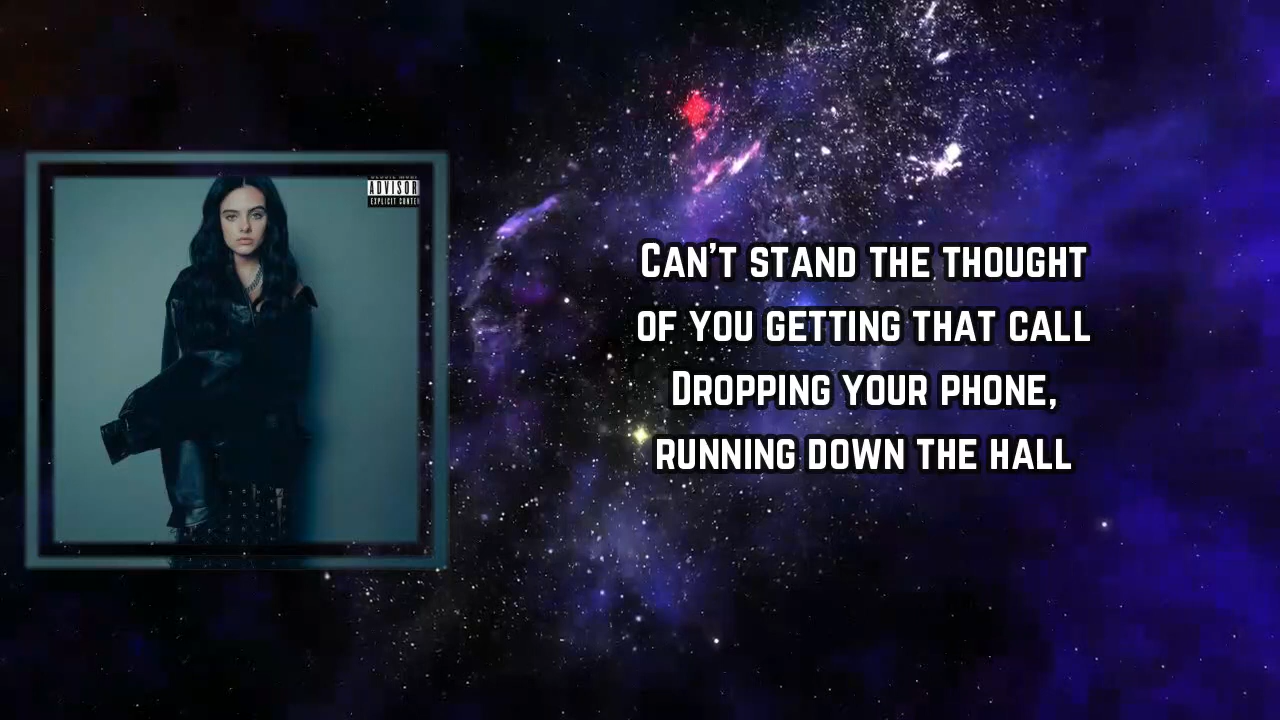 ADVISOR
EXPLICIT CONTEN
Can't stand the thought
of you getting that call
Dropping your phone,
running down the hall